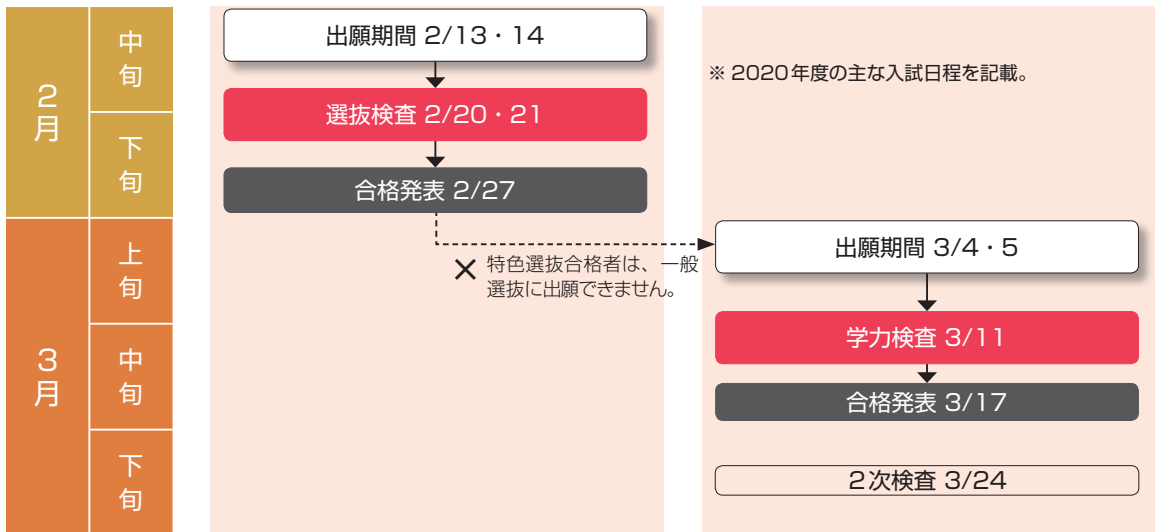 2月
中旬
下旬
3月
上旬
中旬
下旬
出願期間 2/13・14
選抜検査 2/20・21
合格発表 2/27
× 特色選抜合格者は、一般
選抜に出願できません。
※ 2020年度の主な入試日程を記載。
出願期間 3/4・5
学力検査 3/11
合格発表 3/17
2次検査 3/24